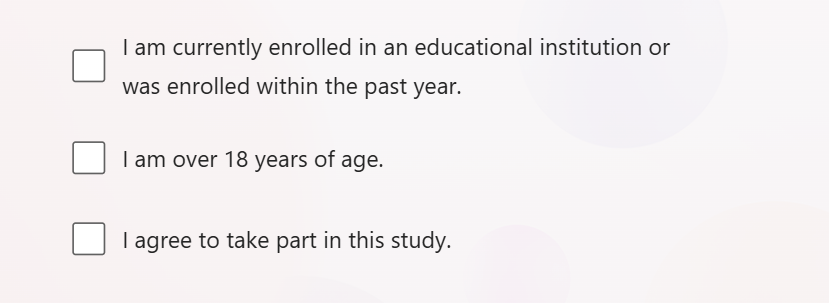 I am currently enrolled in an educational institution or
was enrolled within the past year.
I am over 18 years of age.
I agree to take part in this study.